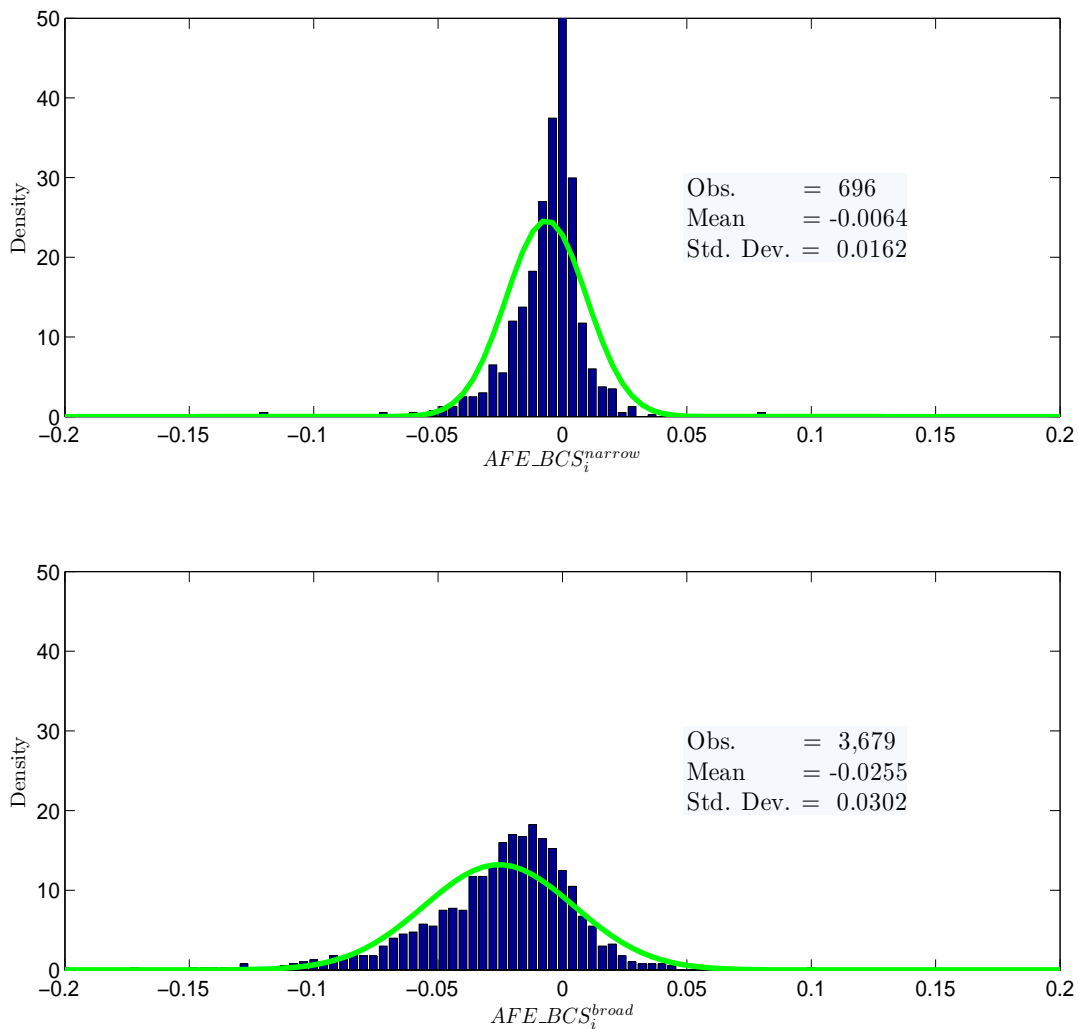 50
40
30
20
10
0
Density
Obs. = 696
Mean = -0.0064
Std. Dev. = 0.0162
−0.2 −0.15 −0.1 −0.05 0 0.05 0.1 0.15 0.2
AFE_BCS_i^{narrow}
50
40
30
20
10
0
Density
Obs. = 3,679
Mean = -0.0255
Std. Dev. = 0.0302
−0.2 −0.15 −0.1 −0.05 0 0.05 0.1 0.15 0.2
AFE_BCS_i^{broad}